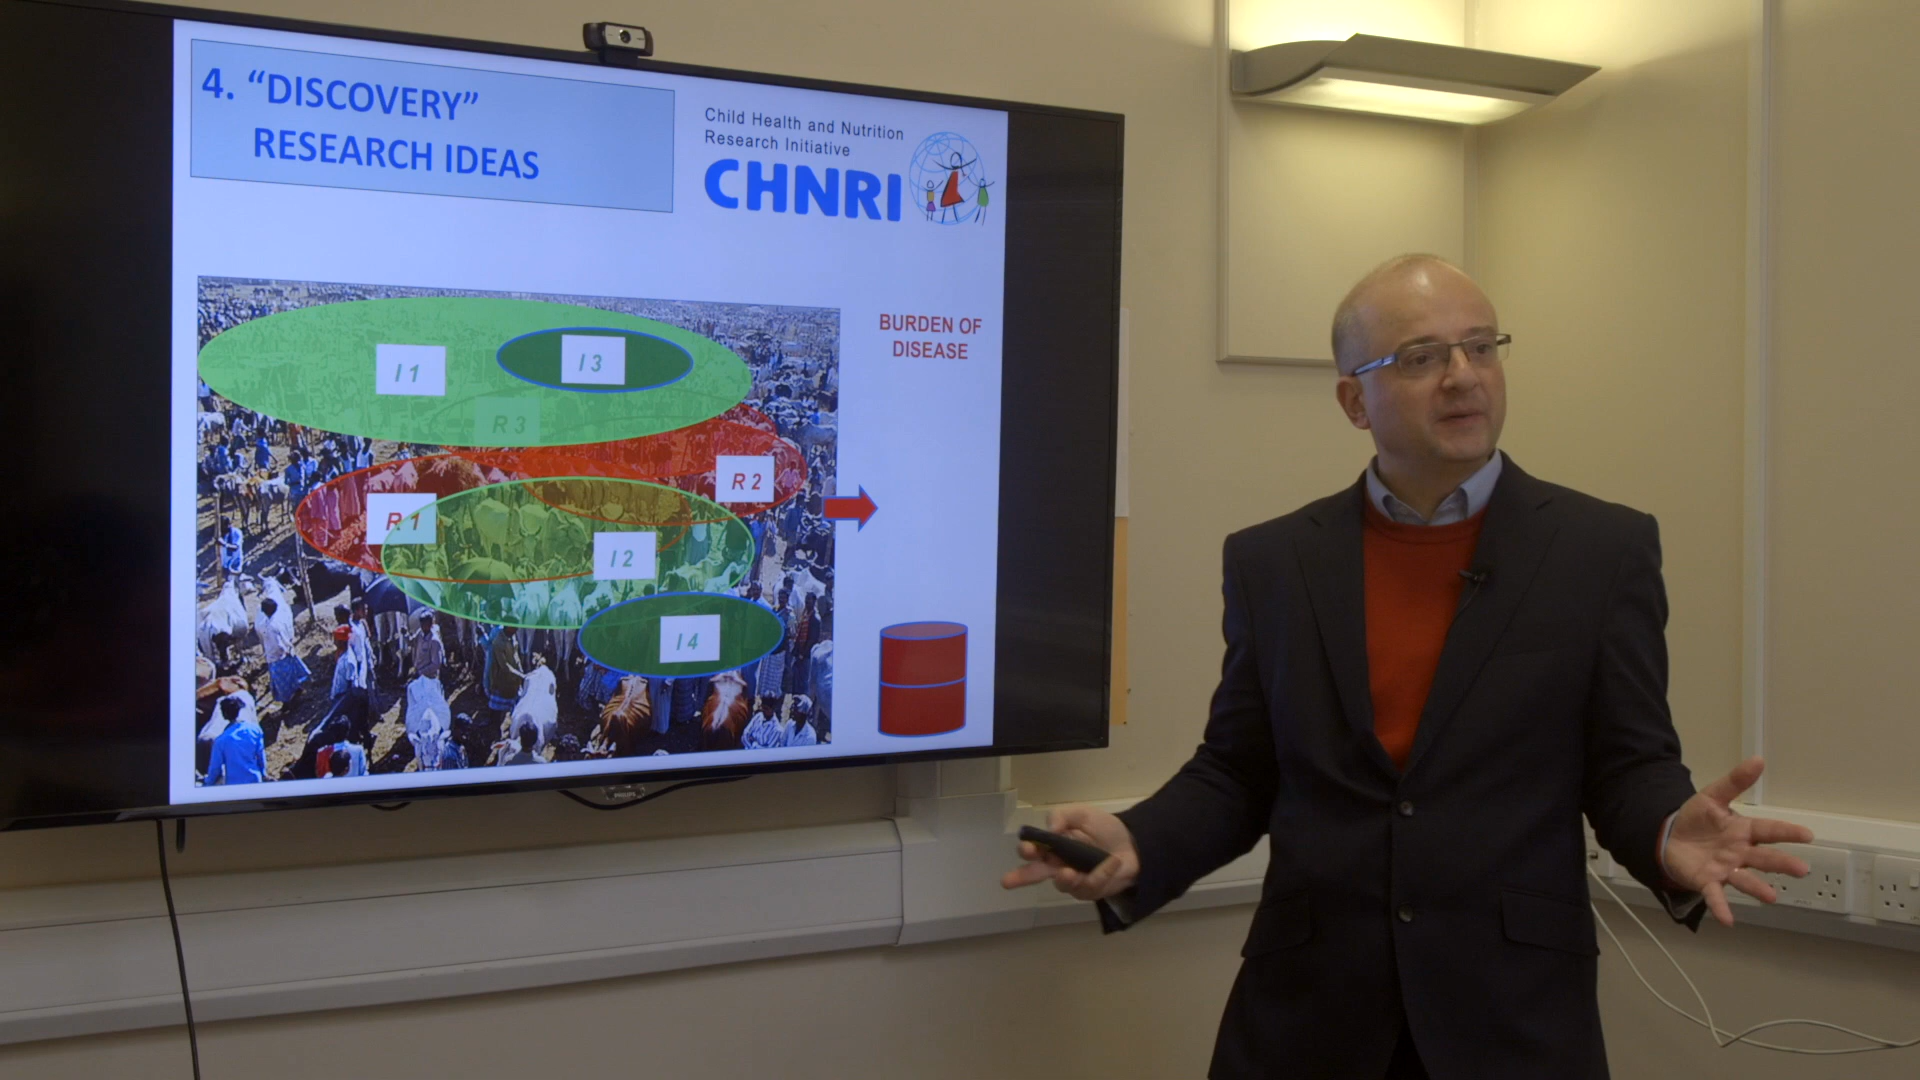 4. “DISCOVERY”
RESEARCH IDEAS
Child Health and Nutrition
Research Initiative
CHNRI
I 1
I 3
R 3
R 2
R 1
I 2
I 4
BURDEN OF
DISEASE